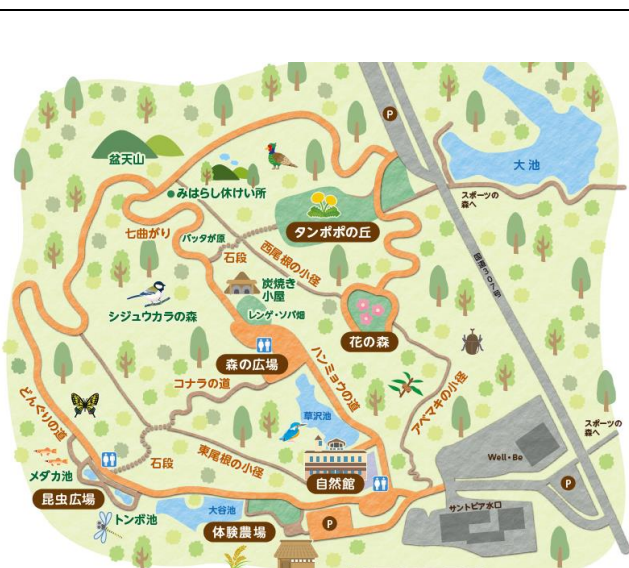 P
盆天山
大池
みはらし休けい所
スポーツの
森へ
タンポポの丘
七曲がり
バッタが原
石段
西尾根の小径
国道307号
炭焼き
小屋
シジュウカラの森
レンゲ・ソバ畑
花の森
森の広場
ハンミョウの道
コナラの道
アベマキの小径
どんぐりの道
草沢池
スポーツの
森へ
石段
東尾根の小径
Well・Be
メダカ池
自然館
P
昆虫広場
サントピア水口
トンボ池
大谷池
P
体験農場